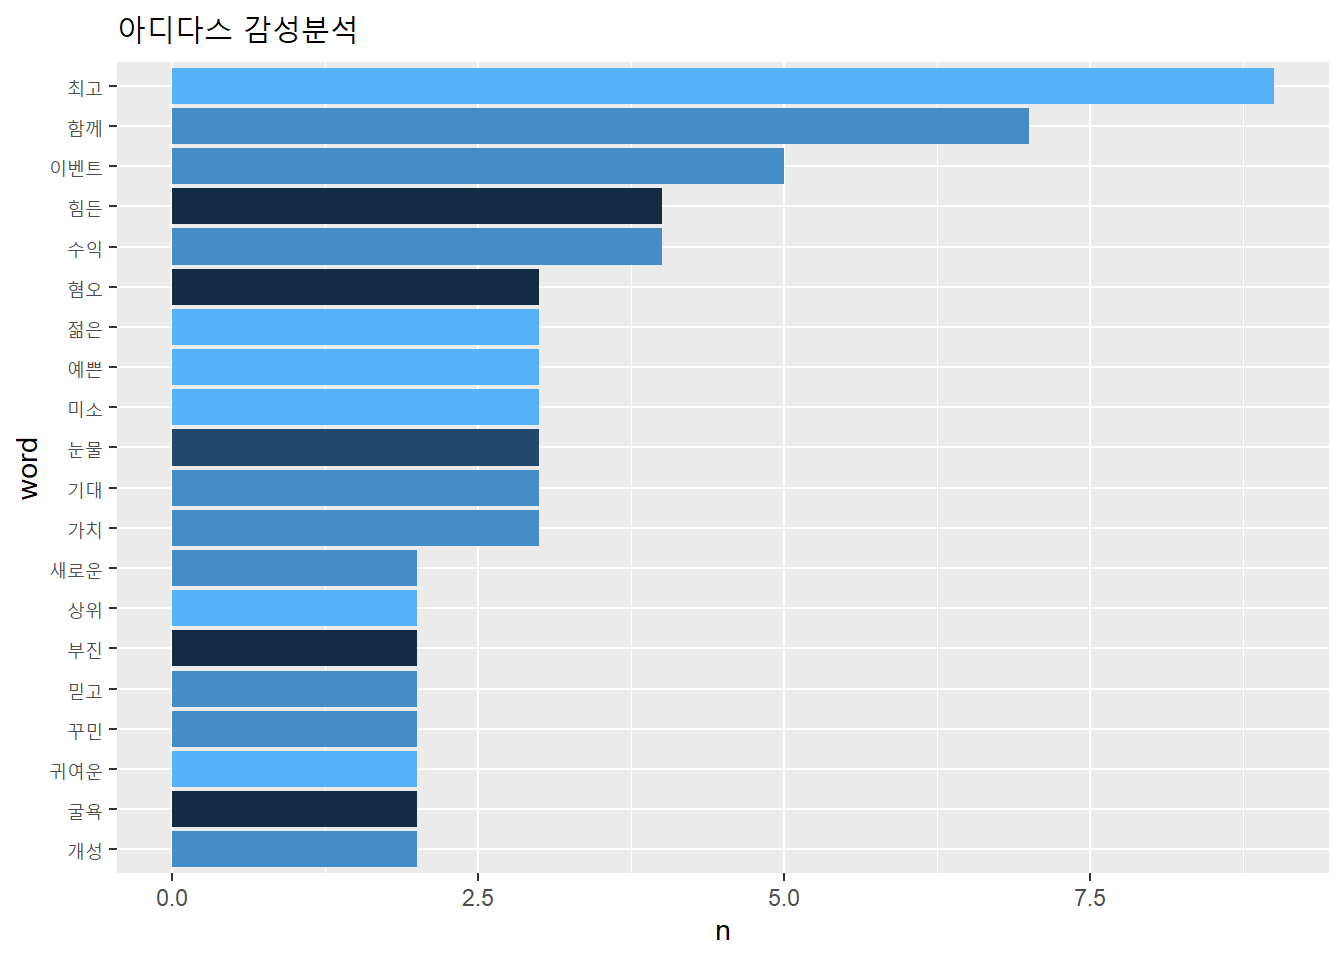 아디다스 감성분석
최고
함께
이벤트
힘든
수익
혐오
젊은
예쁜
미소
눈물
기대
가치
새로운
상위
부진
믿고
꾸민
귀여운
굴욕
개성
word
0.0 2.5 5.0 7.5
n